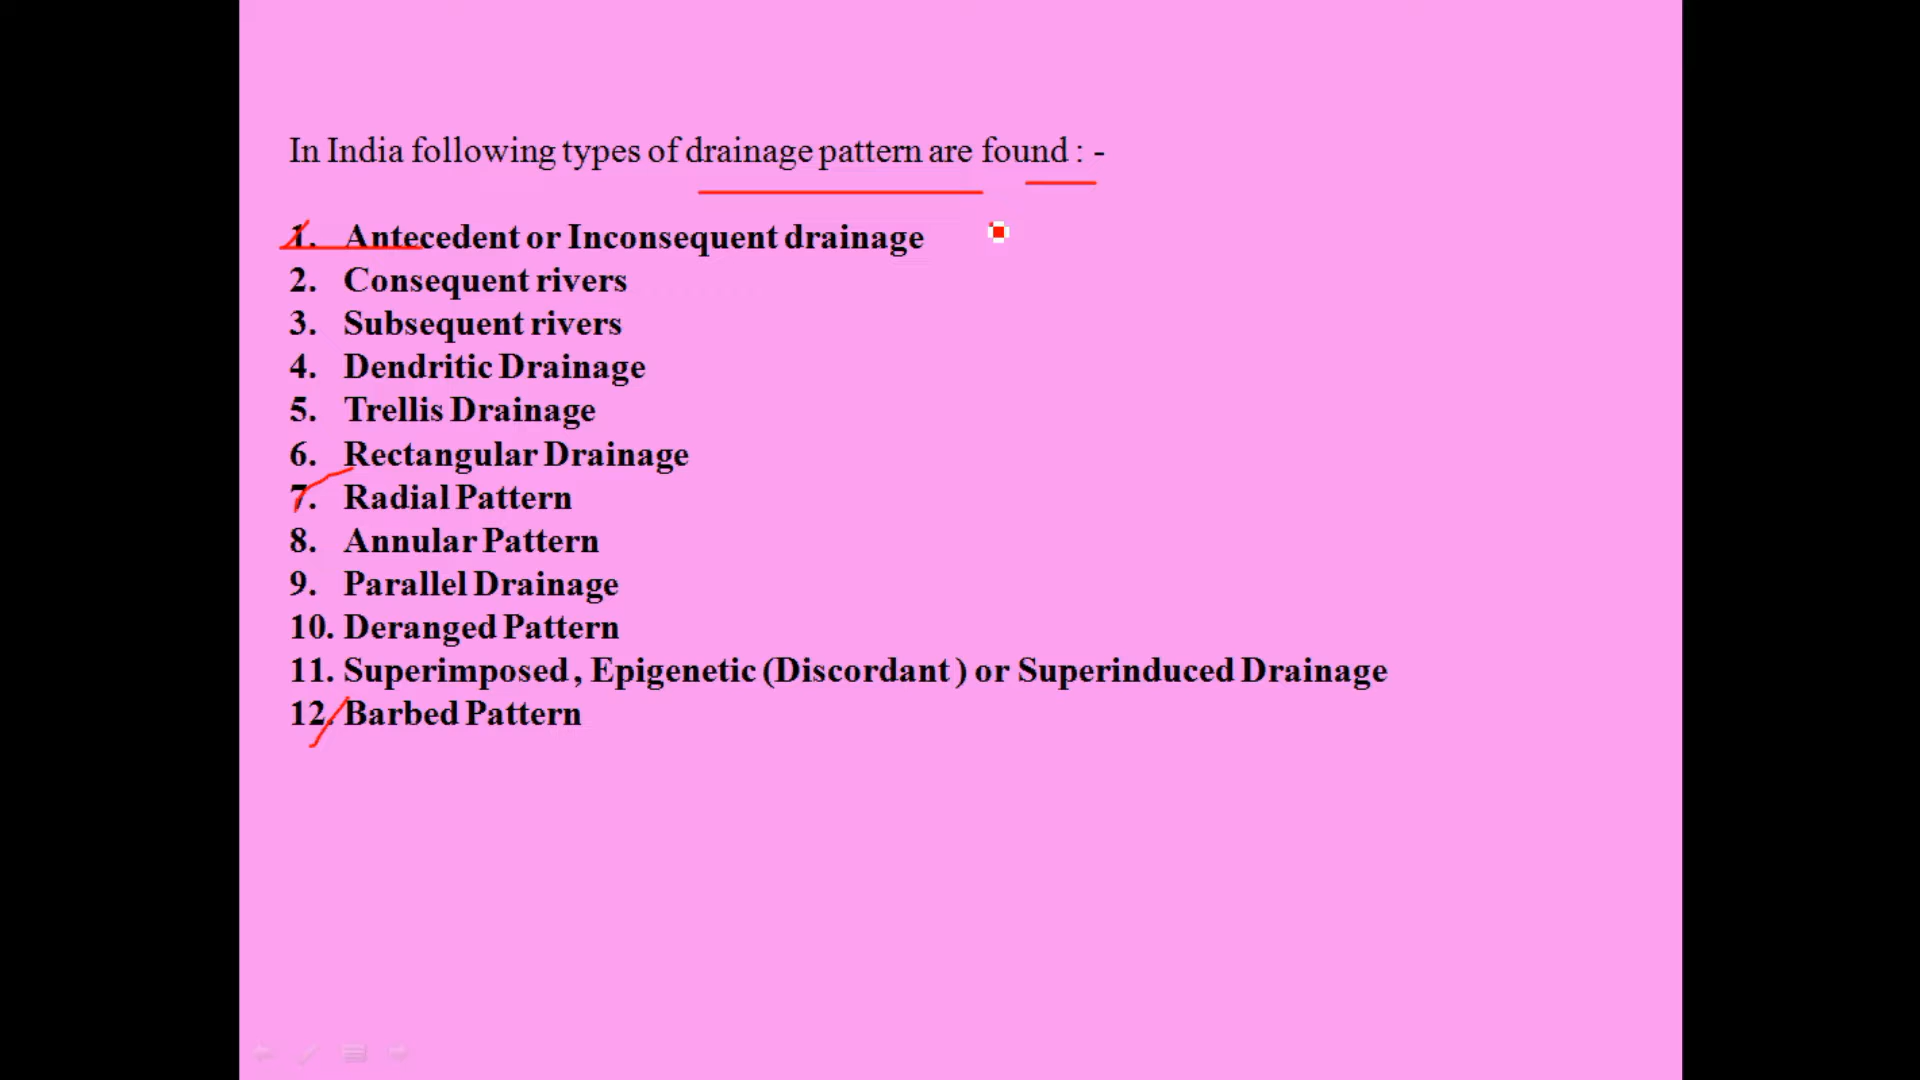 In India following types of drainage pattern are found : -
1. Antecedent or Inconsequent drainage
2. Consequent rivers
3. Subsequent rivers
4. Dendritic Drainage
5. Trellis Drainage
6. Rectangular Drainage
7. Radial Pattern
8. Annular Pattern
9. Parallel Drainage
10. Deranged Pattern
11. Superimposed , Epigenetic (Discordant ) or Superinduced Drainage
12. Barbed Pattern